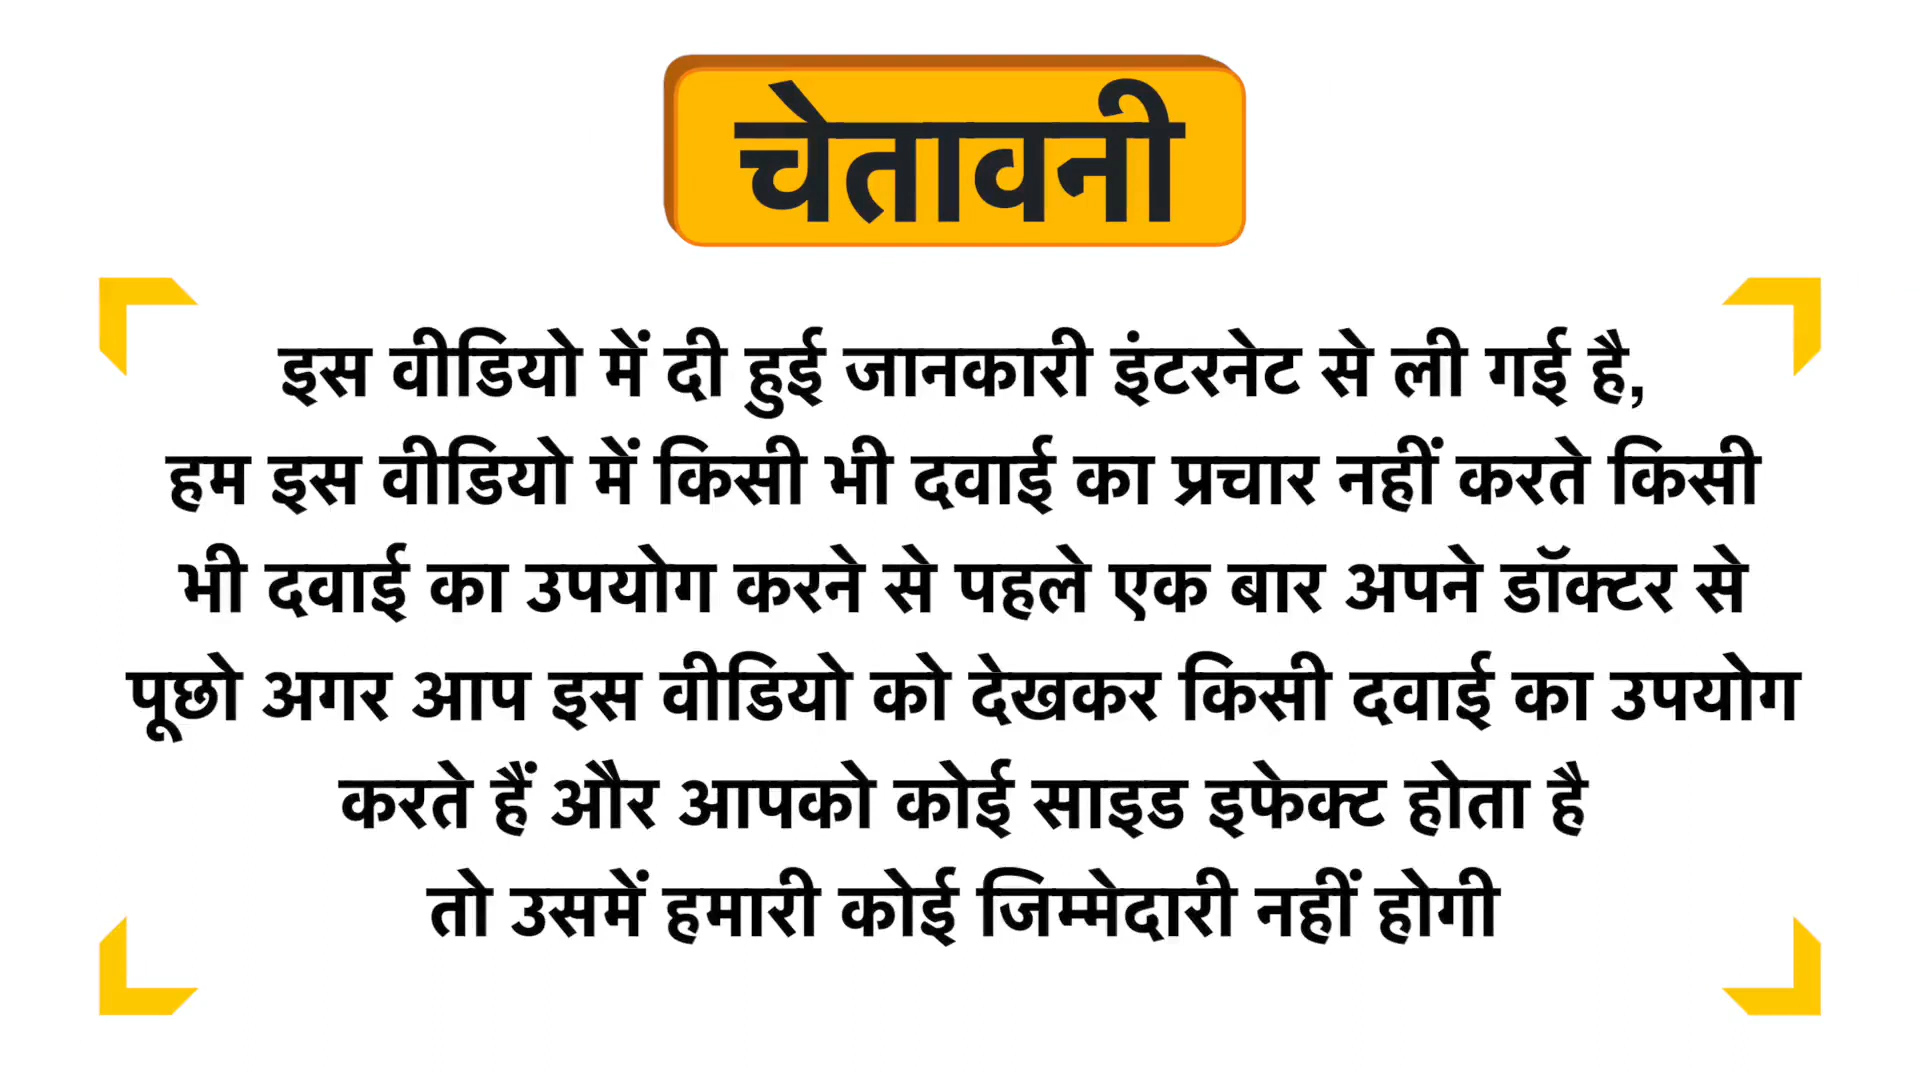 चेतावनी
इस वीडियो में दी हुई जानकारी इंटरनेट से ली गई है,
हम इस वीडियो में किसी भी दवाई का प्रचार नहीं करते किसी
भी दवाई का उपयोग करने से पहले एक बार अपने डॉक्टर से
पूछो अगर आप इस वीडियो को देखकर किसी दवाई का उपयोग
करते हैं और आपको कोई साइड इफेक्ट होता है
तो उसमें हमारी कोई जिम्मेदारी नहीं होगी